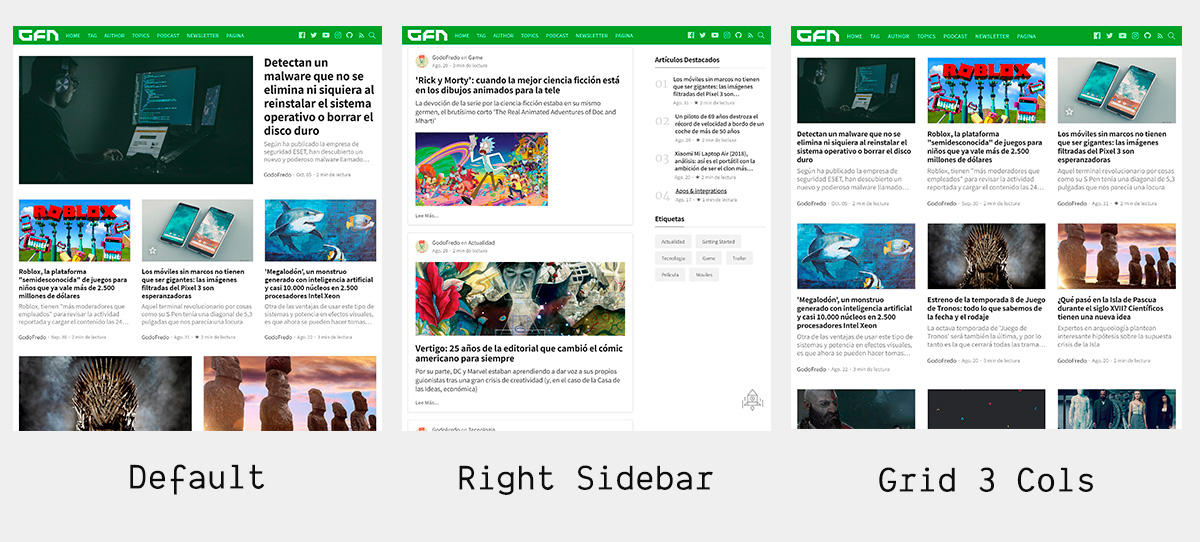 GFN HOME TAG AUTHOR TOPICS PODCAST NEWSLETTER PAGINA
Detectan un
malware que no se
elimina ni siquiera al
reinstalar el sistema
operativo o borrar el
disco duro
Según ha publicado la empresa de
seguridad ESET, han descubierto un
nuevo y poderoso malware llamado…
GodoFredo · Oct. 05 · 2 min de lectura
Roblox, la plataforma
"semidesconocida" de juegos para
niños que ya vale más de 2.500
millones de dólares
Roblox, tienen "más moderadores que
empleados" para revisar la actividad
reportada y cargar el contenido las 24…
GodoFredo · Sep. 30 · 2 min de lectura
Los móviles sin marcos no tienen
que ser gigantes: las imágenes
filtradas del Pixel 3 son
esperanzadoras
Aquel terminal revolucionario por cosas
como su S Pen tenía una diagonal de 5,3
pulgadas que nos parecía una locura
GodoFredo · Ago. 31 · ★ 2 min de lectura
'Megalodón', un monstruo
generado con inteligencia artificial
y casi 10.000 núcleos en 2.500
procesadores Intel Xeon
Otra de las ventajas de usar este tipo de
sistemas y potencia en efectos visuales,
es que ahora se pueden hacer tomas…
GodoFredo · Ago. 22 · 3 min de lectura
Default
GFN HOME TAG AUTHOR TOPICS PODCAST NEWSLETTER PAGINA
GodoFredo en Game
Ago. 29 · 3 min de lectura
'Rick y Morty': cuando la mejor ciencia ficción está
en los dibujos animados para la tele
La devoción de la serie por la ciencia-ficción estaba en su mismo
germen, el brutísimo corto 'The Real Animated Adventures of Doc and
Mharti'
Lee Más...
GodoFredo en Actualidad
Ago. 28 · 2 min de lectura
Vertigo: 25 años de la editorial que cambió el cómic
americano para siempre
Por su parte, DC y Marvel estaban aprendiendo a dar voz a sus propios
guionistas tras una gran crisis de creatividad (y, en el caso de la Casa de
las Ideas, económica)
Lee Más...
GodoFredo en Tecnología
Artículos Destacados
01 Los móviles sin marcos no tienen
que ser gigantes: las imágenes
filtradas del Pixel 3 son…
Ago. 31 · ★ 2 min de lectura
02 Un piloto de 69 años destroza el
récord de velocidad a bordo de un
coche de más de 50 años
Ago. 26 · ★ 2 min de lectura
03 Xiaomi Mi Laptop Air (2018),
análisis: así es el portátil con la
ambición de ser el clon más…
Ago. 20 · ★ 2 min de lectura
04 Apps & integrations
Ago. 17 · ★ 1 min de lectura
Etiquetas
Actualidad Getting Started
Tecnología Game Trailer
Película Moviles
Right Sidebar
GFN HOME TAG AUTHOR TOPICS PODCAST NEWSLETTER PAGINA
Detectan un malware que no se
elimina ni siquiera al reinstalar el
sistema operativo o borrar el disco
duro
Según ha publicado la empresa de
seguridad ESET, han descubierto un
nuevo y poderoso malware llamado…
GodoFredo · Oct. 05 · 2 min de lectura
Roblox, la plataforma
"semidesconocida" de juegos para
niños que ya vale más de 2.500
millones de dólares
Roblox, tienen "más moderadores que
empleados" para revisar la actividad
reportada y cargar el contenido las 24…
GodoFredo · Sep. 30 · 2 min de lectura
Los móviles sin marcos no tienen
que ser gigantes: las imágenes
filtradas del Pixel 3 son
esperanzadoras
Aquel terminal revolucionario por cosas
como su S Pen tenía una diagonal de 5,3
pulgadas que nos parecía una locura
GodoFredo · Ago. 31 · ★ 2 min de lectura
'Megalodón', un monstruo
generado con inteligencia artificial
y casi 10.000 núcleos en 2.500
procesadores Intel Xeon
Otra de las ventajas de usar este tipo de
sistemas y potencia en efectos visuales,
es que ahora se pueden hacer tomas…
GodoFredo · Ago. 22 · 3 min de lectura
Estreno de la temporada 8 de Juego
de Tronos: todo lo que sabemos de
la fecha y el rodaje
La octava temporada de 'Juego de
Tronos' será también la última, y por lo
tanto es la que cerrará todas las trama…
GodoFredo · Ago. 20 · 3 min de lectura
¿Qué pasó en la Isla de Pascua
durante el siglo XVII? Científicos
tienen una nueva idea
Expertos en arqueología plantean
interesante hipótesis sobre la supuesta
crisis de la Isla
GodoFredo · Ago. 20 · 2 min de lectura
Grid 3 Cols